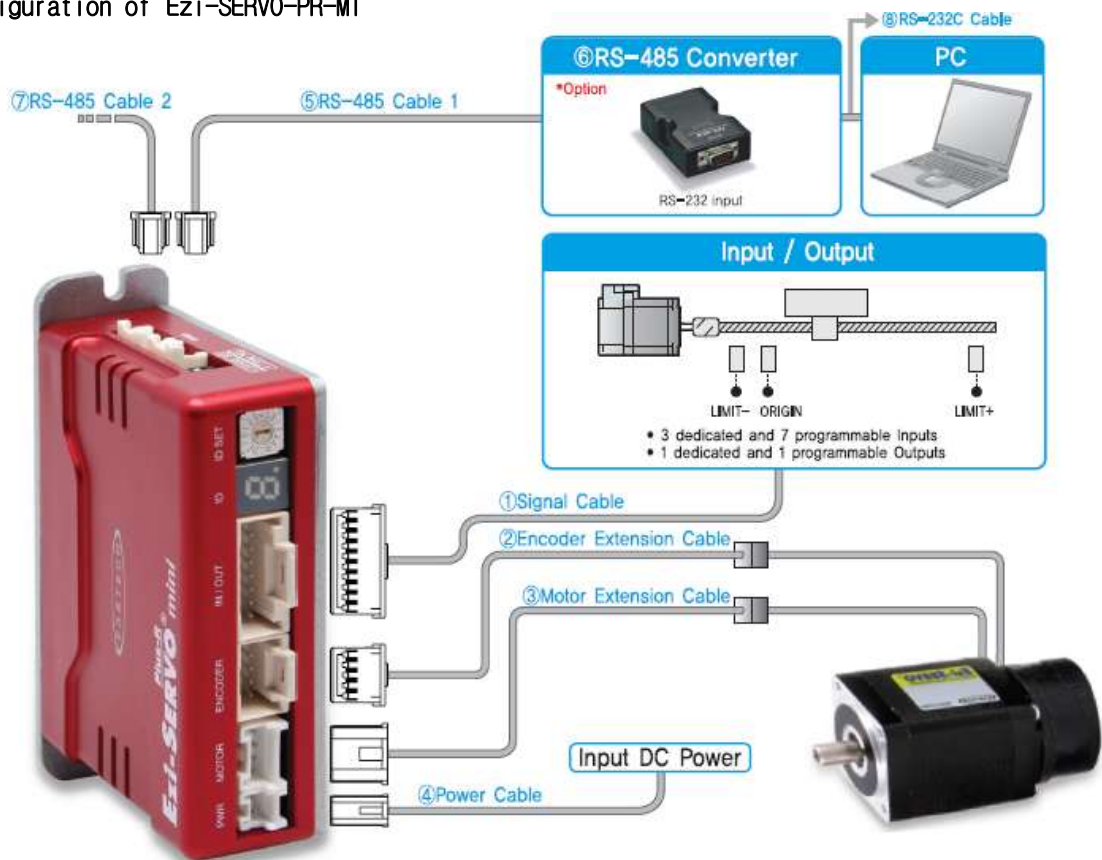 iguration of Ezi-SERVO-PR-MI
⑧RS-232C Cable
⑥RS-485 Converter
PC
*Option
RS-232 input
⑦RS-485 Cable 2
⑤RS-485 Cable 1
Input / Output
LIMIT-
ORIGIN
LIMIT+
• 3 dedicated and 7 programmable Inputs
• 1 dedicated and 1 programmable Outputs
①Signal Cable
②Encoder Extension Cable
③Motor Extension Cable
Input DC Power
④Power Cable
ID SET
ID
IN / OUT
ENCODER
MOTOR
PWR
FASTECH
Ezi-SERVO® mini
Plus-R